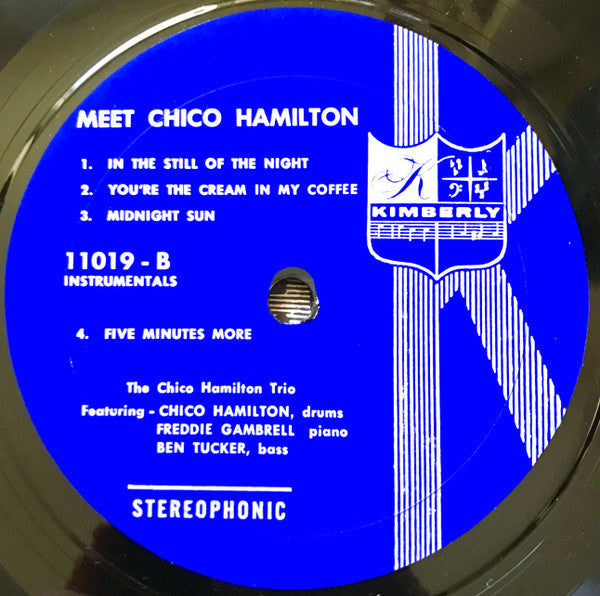 MEET CHICO HAMILTON
1. IN THE STILL OF THE NIGHT
2. YOU'RE THE CREAM IN MY COFFEE
3. MIDNIGHT SUN
K
KIMBERLY
11019 - B
INSTRUMENTALS
4. FIVE MINUTES MORE
The Chico Hamilton Trio
Featuring - CHICO HAMILTON, drums
FREDDIE GAMBRELL piano
BEN TUCKER, bass
STEREOPHONIC